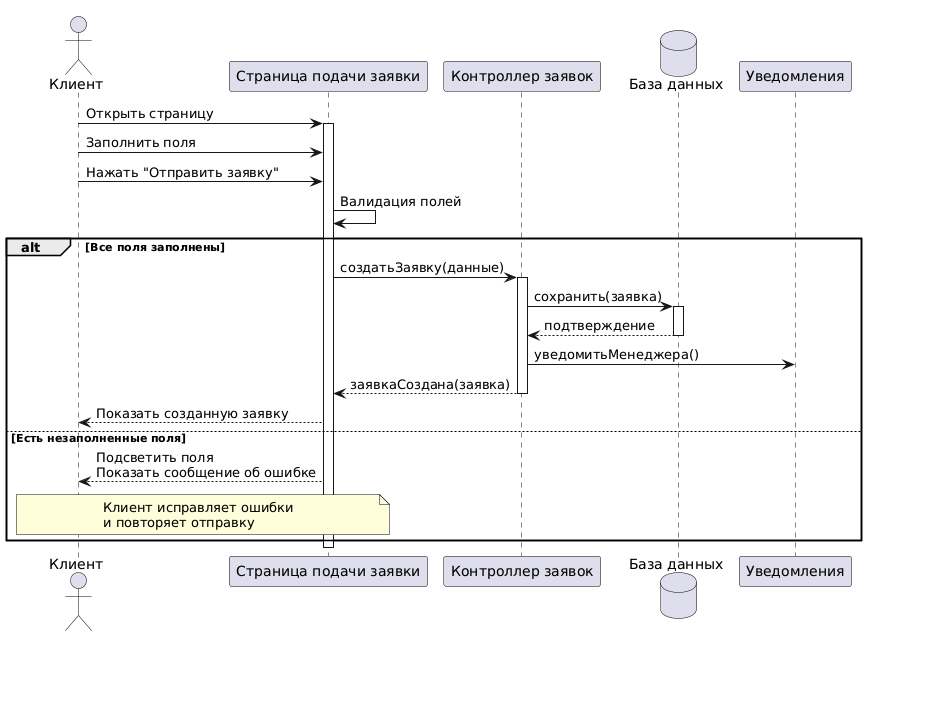 Клиент
Страница подачи заявки
Контроллер заявок
База данных
Уведомления
Открыть страницу
Заполнить поля
Нажать "Отправить заявку"
Валидация полей
alt
[Все поля заполнены]
создатьЗаявку(данные)
сохранить(заявка)
подтверждение
уведомитьМенеджера()
заявкаСоздана(заявка)
Показать созданную заявку
[Есть незаполненные поля]
Подсветить поля
Показать сообщение об ошибке
Клиент исправляет ошибки
и повторяет отправку
Клиент
Страница подачи заявки
Контроллер заявок
База данных
Уведомления